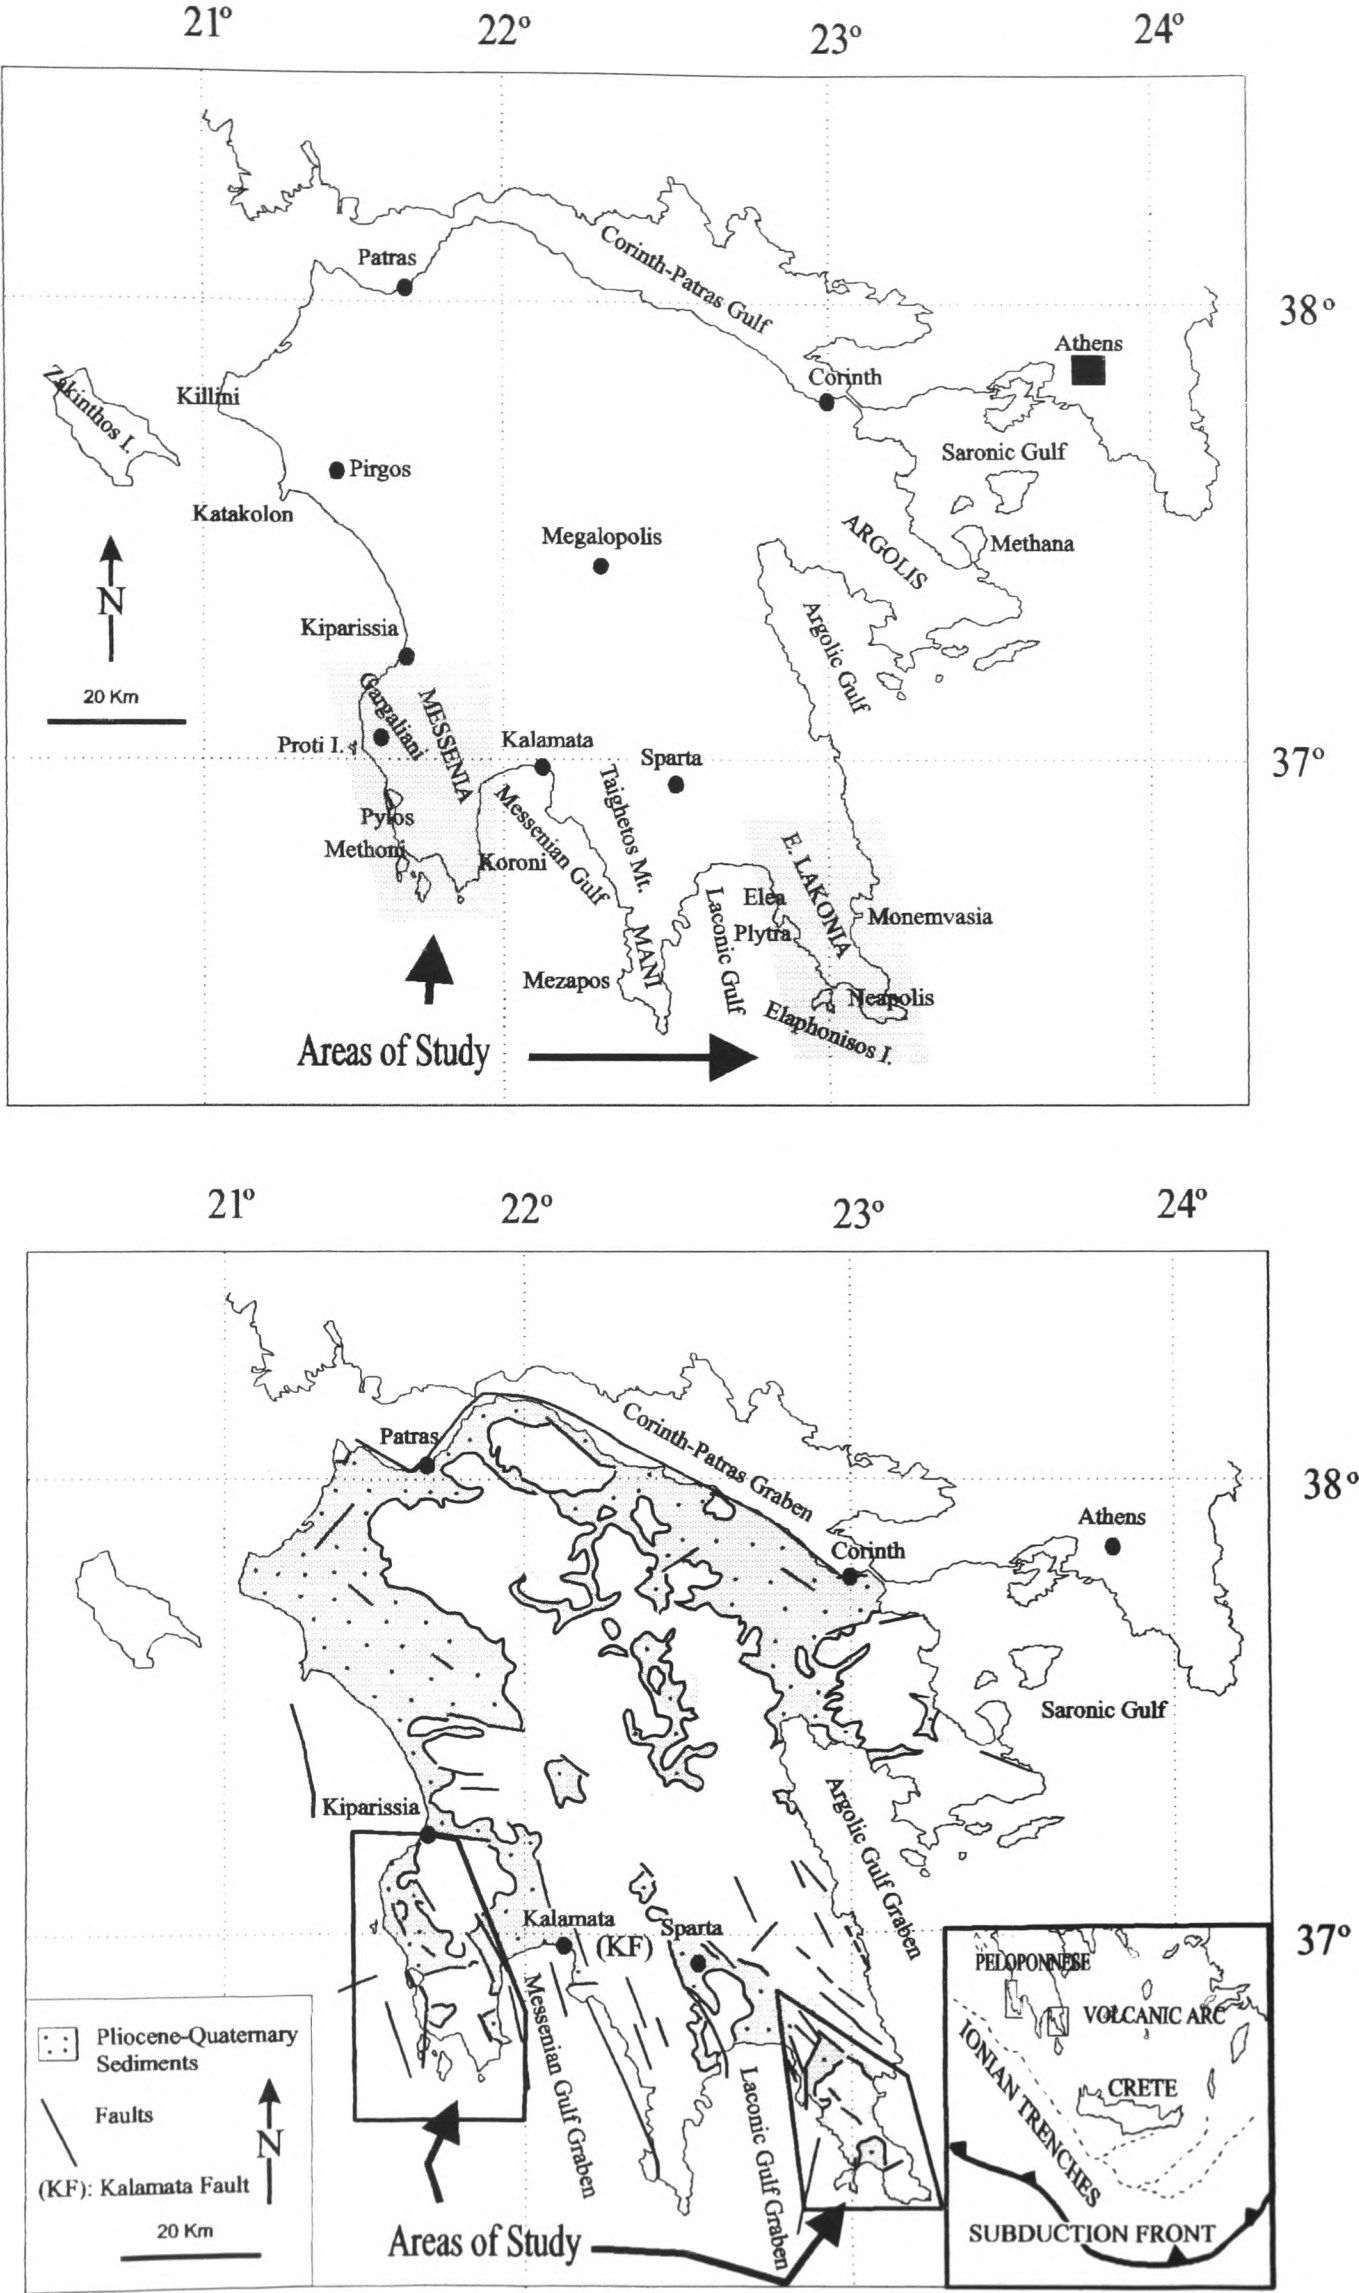 21° 22° 23° 24°
Patras
Corinth-Patras Gulf
38°
Athens
Zakinthos I.
Killini
Corinth
Saronic Gulf
Pirgos
Katakolon
Megalopolis
ARGOLIS
Methana
N
Kiparissia
Argolic Gulf
20 Km
Gargaliani
MESSENIA
Proti I.
Kalamata
Sparta
37°
Taighetos Mt.
Messenian Gulf
Pylos
Methoni
Koroni
E. LAKONIA
Elea
Laconic Gulf
Monemvasia
Plytra
MANI
Mezapos
Neapolis
Elaphonisos I.
Areas of Study
21° 22° 23° 24°
Patras
Corinth-Patras Graben
38°
Athens
Corinth
Saronic Gulf
Kiparissia
Argolic Gulf Graben
Kalamata
(KF)
Sparta
37°
PELOPONNESE
VOLCANIC ARC
IONIAN TRENCHES
CRETE
SUBDUCTION FRONT
Messenian Gulf Graben
Laconic Gulf Graben
Pliocene-Quaternary
Sediments
Faults
N
(KF): Kalamata Fault
20 Km
Areas of Study